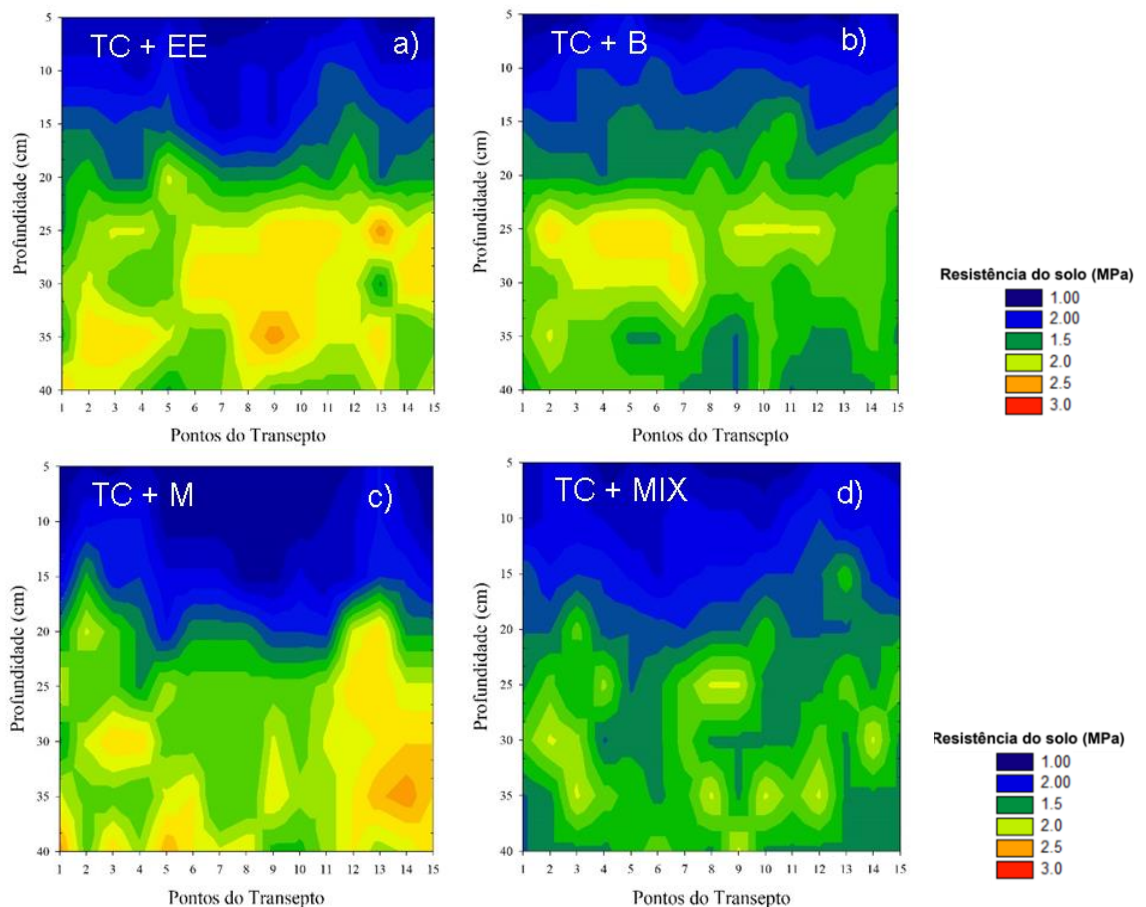 TC + EE a)
5
10
15
20
25
30
35
40
Profundidade (cm)
1 2 3 4 5 6 7 8 9 10 11 12 13 14 15
Pontos do Transepto
TC + B b)
5
10
15
20
25
30
35
40
Profundidade (cm)
1 2 3 4 5 6 7 8 9 10 11 12 13 14 15
Pontos do Transepto
Resistência do solo (MPa)
1.00
2.00
1.5
2.0
2.5
3.0
TC + M c)
5
10
15
20
25
30
35
40
Profundidade (cm)
1 2 3 4 5 6 7 8 9 10 11 12 13 14 15
Pontos do Transepto
TC + MIX d)
5
10
15
20
25
30
35
40
Profundidade (cm)
1 2 3 4 5 6 7 8 9 10 11 12 13 14 15
Pontos do Transepto
Resistência do solo (MPa)
1.00
2.00
1.5
2.0
2.5
3.0